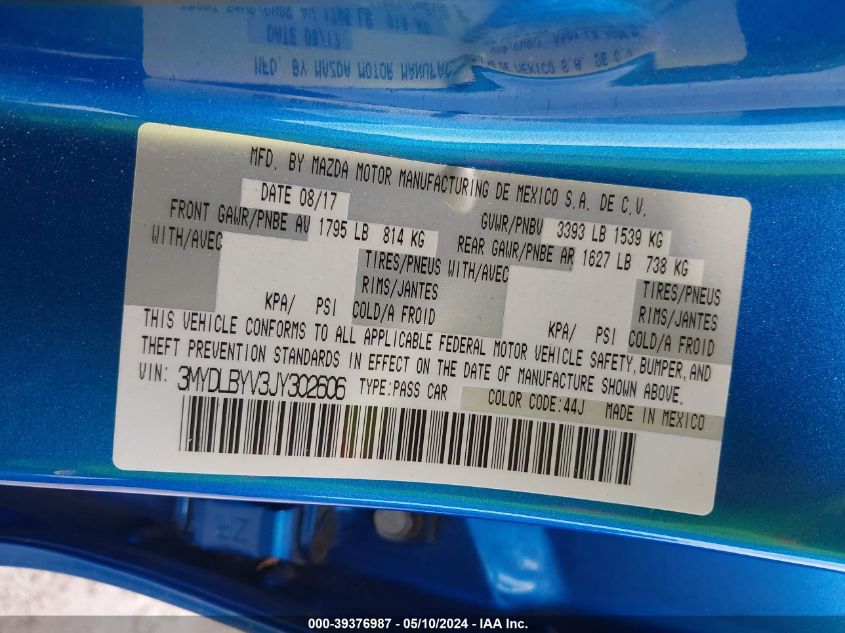 MFD. BY MAZDA MOTOR MANUFACTURING DE MEXICO S.A. DE C.V.
DATE 08/17
GVWR/PNBV 3393 LB 1539 KG
FRONT GAWR/PNBE AV 1795 LB 814 KG
REAR GAWR/PNBE AR 1627 LB 738 KG
WITH/AVEC
TIRES/PNEUS
RIMS/JANTES
KPA/ PSI COLD/A FROID
WITH/AVEC
TIRES/PNEUS
RIMS/JANTES
KPA/ PSI COLD/A FROID
THIS VEHICLE CONFORMS TO ALL APPLICABLE FEDERAL MOTOR VEHICLE SAFETY, BUMPER, AND
THEFT PREVENTION STANDARDS IN EFFECT ON THE DATE OF MANUFACTURE SHOWN ABOVE.
VIN: 3MYDLBYV3JY302606 TYPE:PASS CAR
COLOR CODE:44J MADE IN MEXICO
000-39376987 - 05/10/2024 - IAA Inc.